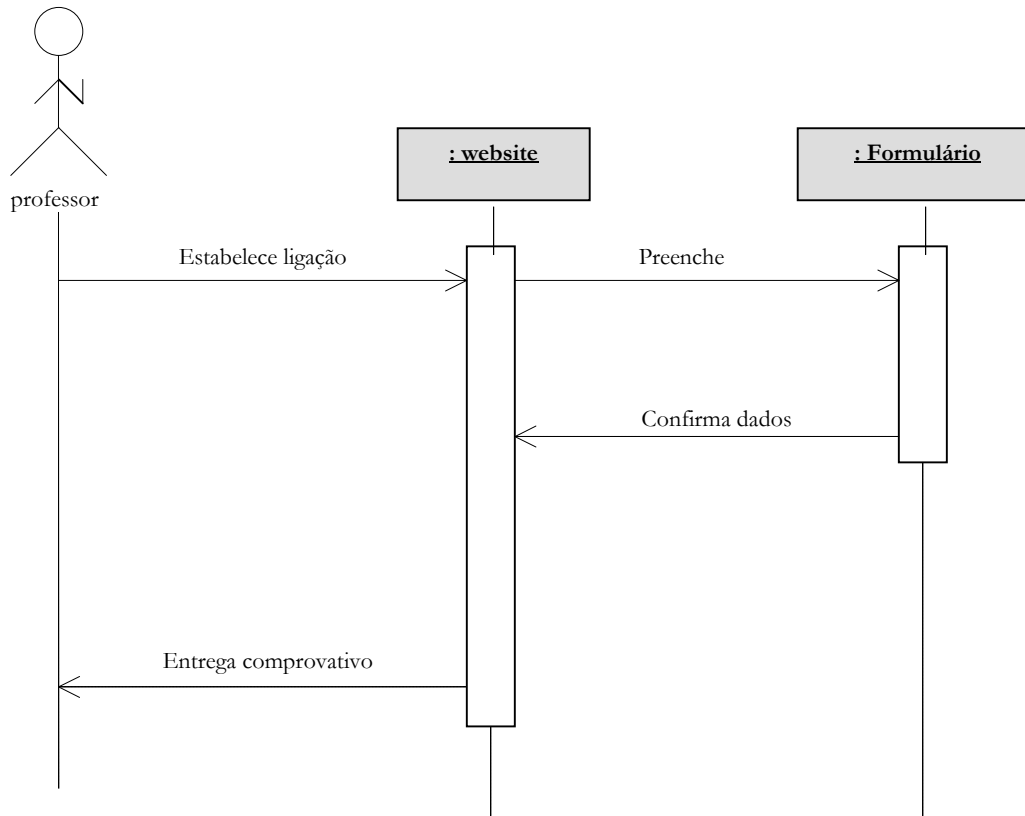 : website
: Formulário
professor
Estabelece ligação
Preenche
Confirma dados
Entrega comprovativo